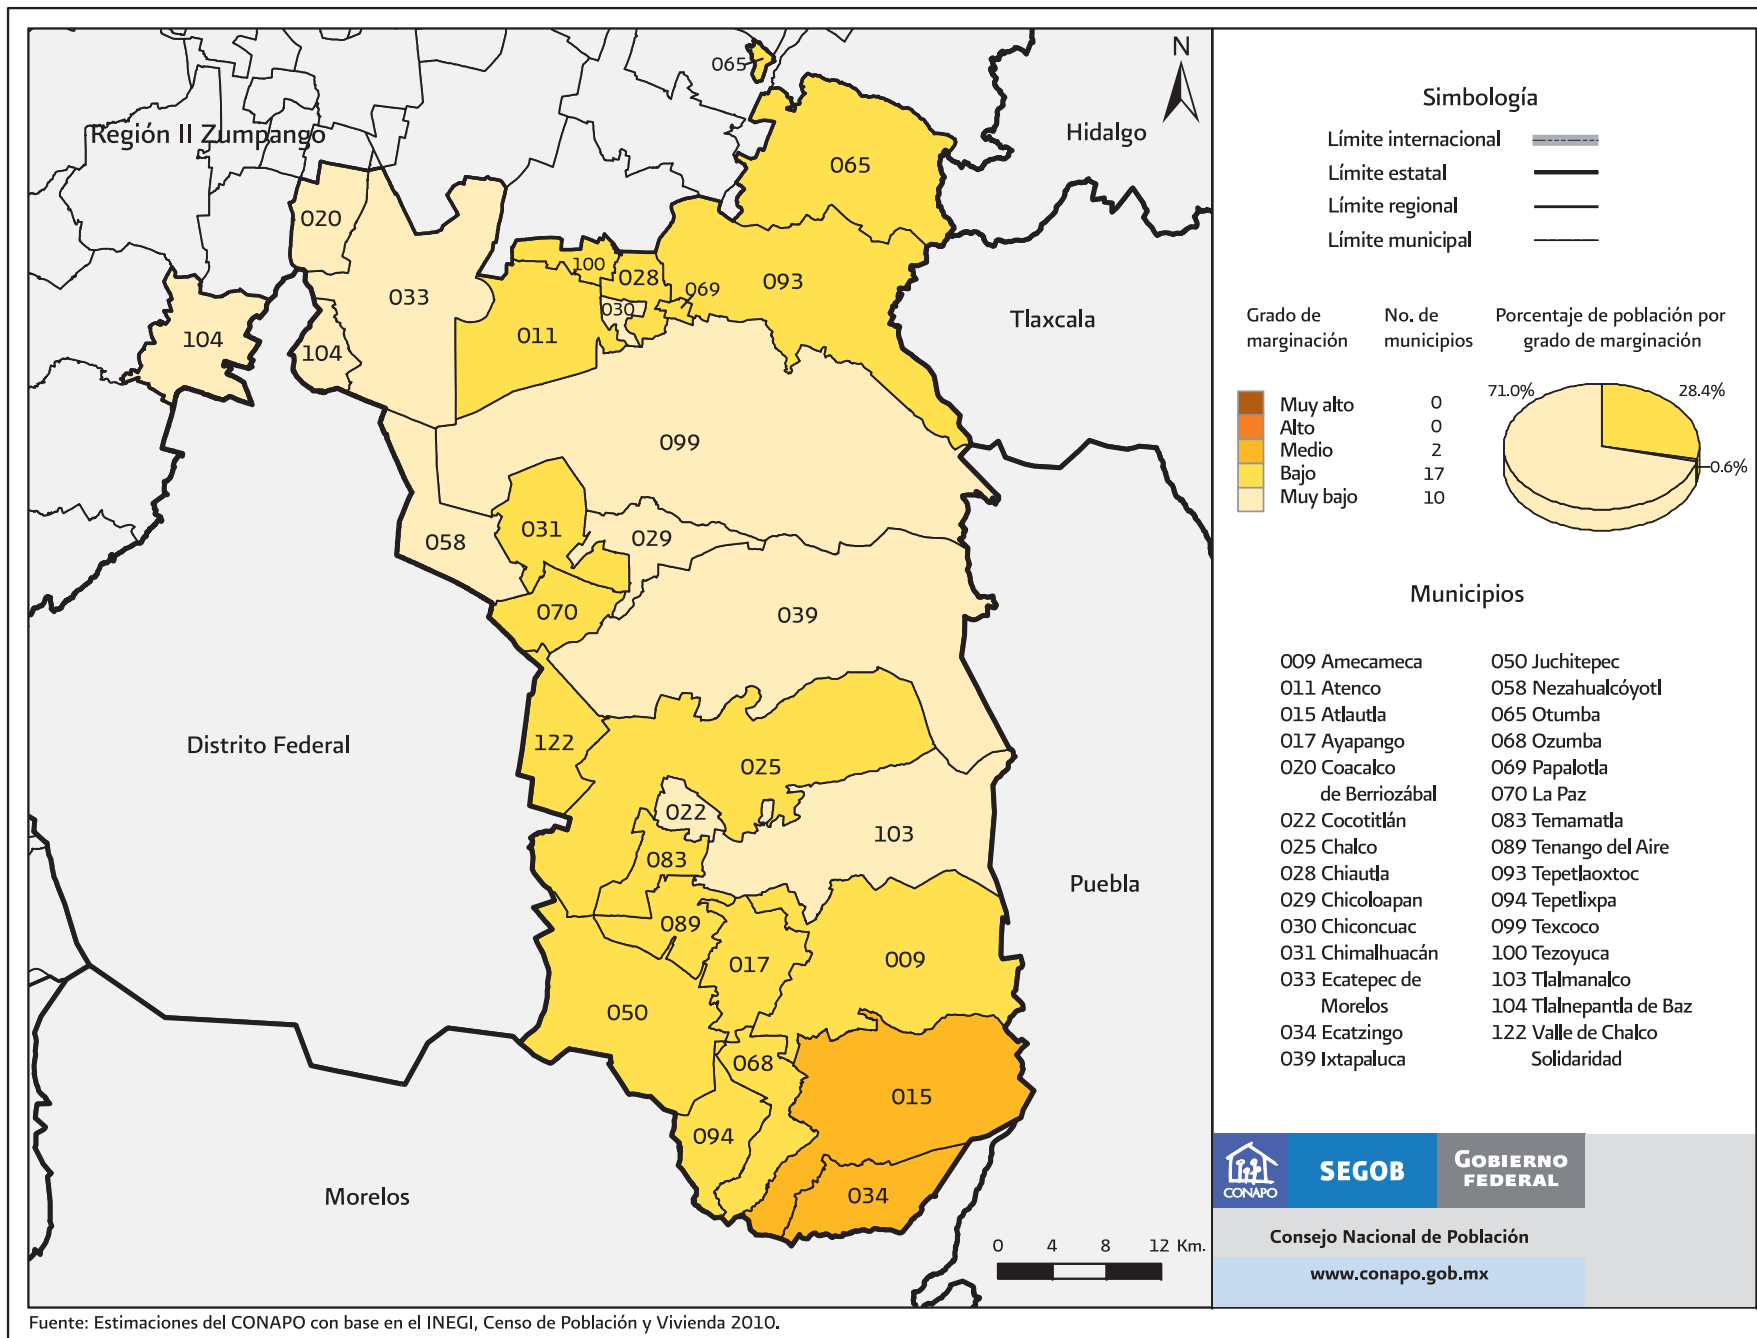 065
N
Región II Zumpango
Hidalgo
065
020
100
028
069
093
033
030
011
Tlaxcala
104
104
099
031
058
029
070
039
122
Distrito Federal
025
022
103
083
Puebla
089
017
009
050
068
015
094
034
Morelos
0 4 8 12 Km.
Simbología
Límite internacional
Límite estatal
Límite regional
Límite municipal
Grado de marginación
No. de municipios
Porcentaje de población por grado de marginación
Muy alto 0
Alto 0
Medio 2
Bajo 17
Muy bajo 10
71.0%
28.4%
0.6%
Municipios
009 Amecameca
011 Atenco
015 Atlautla
017 Ayapango
020 Coacalco
de Berriozábal
022 Cocotitlán
025 Chalco
028 Chiautla
029 Chicoloapan
030 Chiconcuac
031 Chimalhuacán
033 Ecatepec de
Morelos
034 Ecatzingo
039 Ixtapaluca
050 Juchitepec
058 Nezahualcóyotl
065 Otumba
068 Ozumba
069 Papalotla
070 La Paz
083 Temamatla
089 Tenango del Aire
093 Tepetlaoxtoc
094 Tepetlixpa
099 Texcoco
100 Tezoyuca
103 Tlalmanalco
104 Tlalnepantla de Baz
122 Valle de Chalco
Solidaridad
CONAPO
SEGOB
GOBIERNO
FEDERAL
Consejo Nacional de Población
www.conapo.gob.mx
Fuente: Estimaciones del CONAPO con base en el INEGI, Censo de Población y Vivienda 2010.